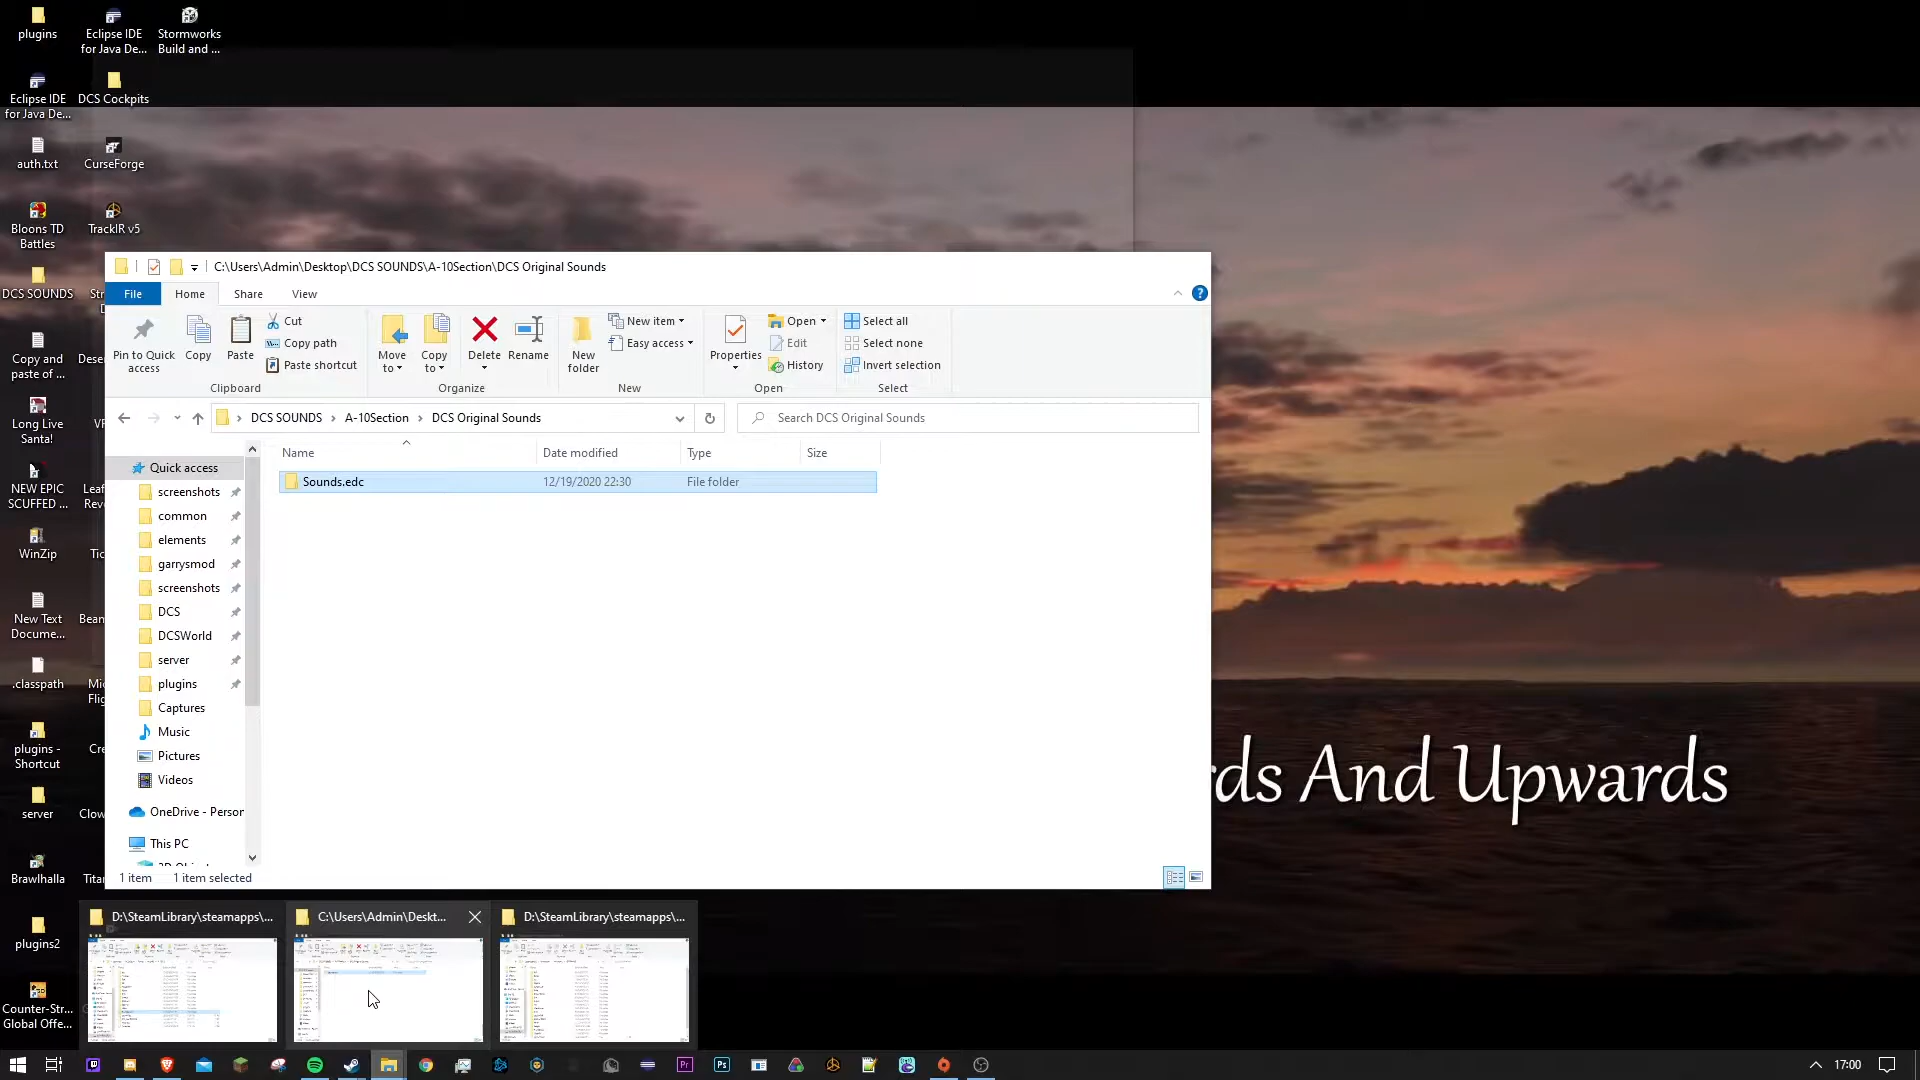 plugins
Eclipse IDE
for Java De...
Stormworks
Build and ...
Eclipse IDE
for Java De...
DCS Cockpits
auth.txt
CurseForge
Bloons TD
Battles
TrackIR v5
DCS SOUNDS
Copy and
paste of ...
Long Live
Santa!
NEW EPIC
SCUFFED ...
WinZip
New Text
Docume...
.classpath
plugins -
Shortcut
server
Brawlhalla
plugins2
Counter-Str...
Global Offe...
C:\Users\Admin\Desktop\DCS SOUNDS\A-10Section\DCS Original Sounds
File Home Share View
Pin to Quick
access
Copy
Paste
Cut
Copy path
Paste shortcut
Clipboard
Move
to
Copy
to
Delete
Rename
Organize
New
folder
New item
Easy access
New
Properties
Open
Edit
History
Open
Select all
Select none
Invert selection
Select
DCS SOUNDS › A-10Section › DCS Original Sounds
Search DCS Original Sounds
Name Date modified Type Size
Sounds.edc 12/19/2020 22:30 File folder
Quick access
screenshots
common
elements
garrysmod
screenshots
DCS
DCSWorld
server
plugins
Captures
Music
Pictures
Videos
OneDrive - Person
This PC
1 item 1 item selected
And Upwards
D:\SteamLibrary\steamapps\...
C:\Users\Admin\Deskt...
D:\SteamLibrary\steamapps\...
17:00